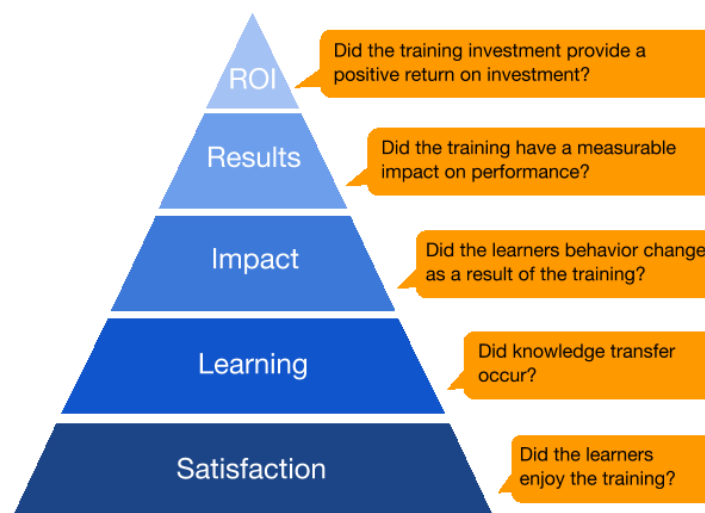 ROI
Did the training investment provide a
positive return on investment?
Results
Did the training have a measurable
impact on performance?
Impact
Did the learners behavior change
as a result of the training?
Learning
Did knowledge transfer
occur?
Satisfaction
Did the learners
enjoy the training?